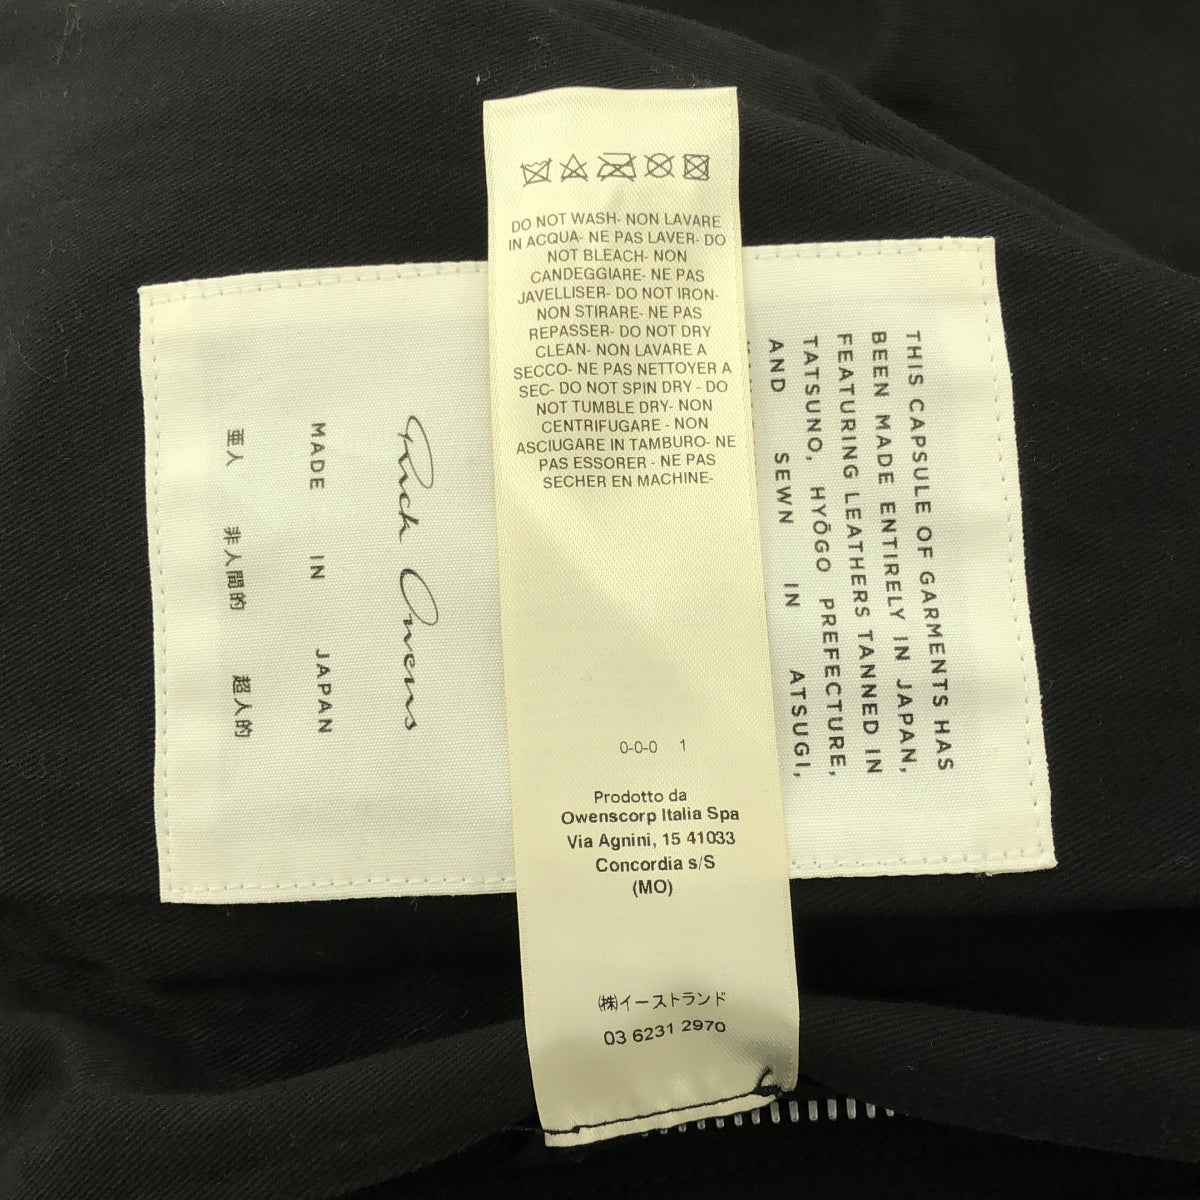 DO NOT WASH- NON LAVARE
IN ACQUA- NE PAS LAVER- DO
NOT BLEACH- NON
CANDEGGIARE- NE PAS
JAVELLISER- DO NOT IRON-
NON STIRARE- NE PAS
REPASSER- DO NOT DRY
CLEAN- NON LAVARE A
SECCO- NE PAS NETTOYER A
SEC- DO NOT SPIN DRY - DO
NOT TUMBLE DRY- NON
CENTRIFUGARE - NON
ASCIUGARE IN TAMBURO- NE
PAS ESSORER - NE PAS
SECHER EN MACHINE-
0-0-0 1
Prodotto da
Owenscorp Italia Spa
Via Agnini, 15 41033
Concordia s/S
(MO)
㈱イーストランド
03 6231 2970
THIS CAPSULE OF GARMENTS HAS
BEEN MADE ENTIRELY IN JAPAN,
FEATURING LEATHERS TANNED IN
TATSUNO, HYŌGO PREFECTURE,
AND SEWN IN ATSUGI,
Rick Owens
MADE IN JAPAN
亜人 非人間的 超人的